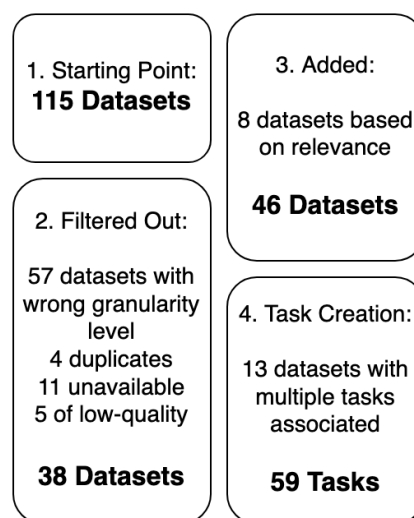 1. Starting Point:
115 Datasets
2. Filtered Out:
57 datasets with
wrong granularity
level
4 duplicates
11 unavailable
5 of low-quality
38 Datasets
3. Added:
8 datasets based
on relevance
46 Datasets
4. Task Creation:
13 datasets with
multiple tasks
associated
59 Tasks